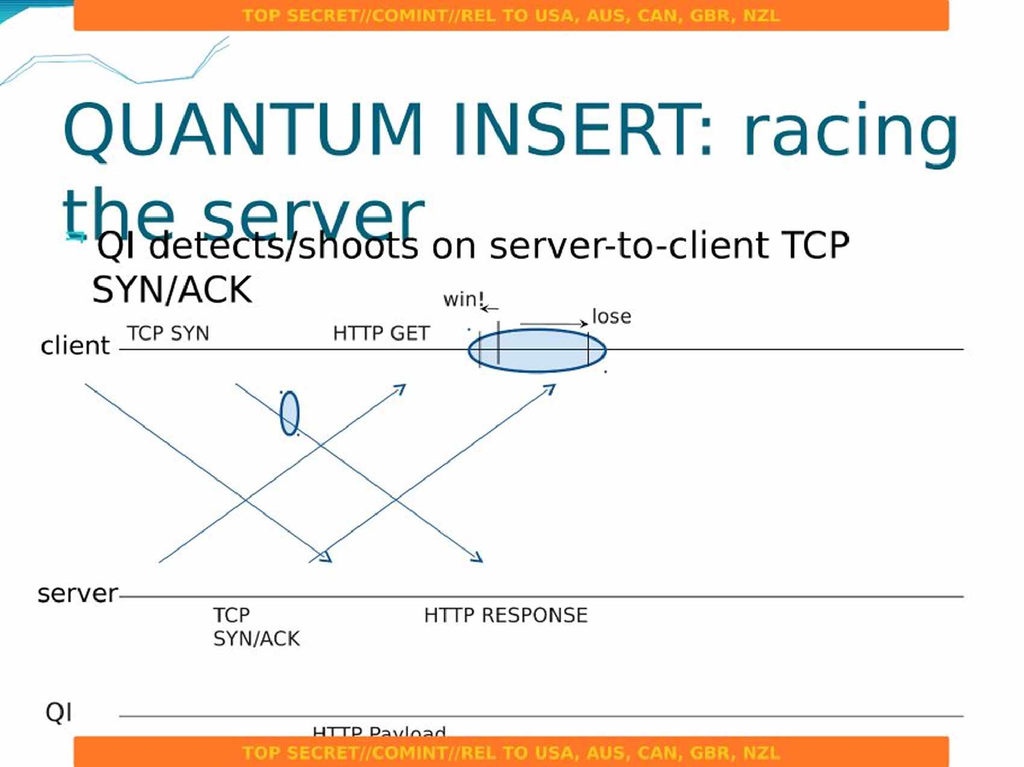 TOP SECRET//COMINT//REL TO USA, AUS, CAN, GBR, NZL
QUANTUM INSERT: racing
the server
QI detects/shoots on server-to-client TCP
SYN/ACK
win!
lose
TCP SYN
HTTP GET
client
server
TCP
SYN/ACK
HTTP RESPONSE
QI
HTTP Payload
TOP SECRET//COMINT//REL TO USA, AUS, CAN, GBR, NZL